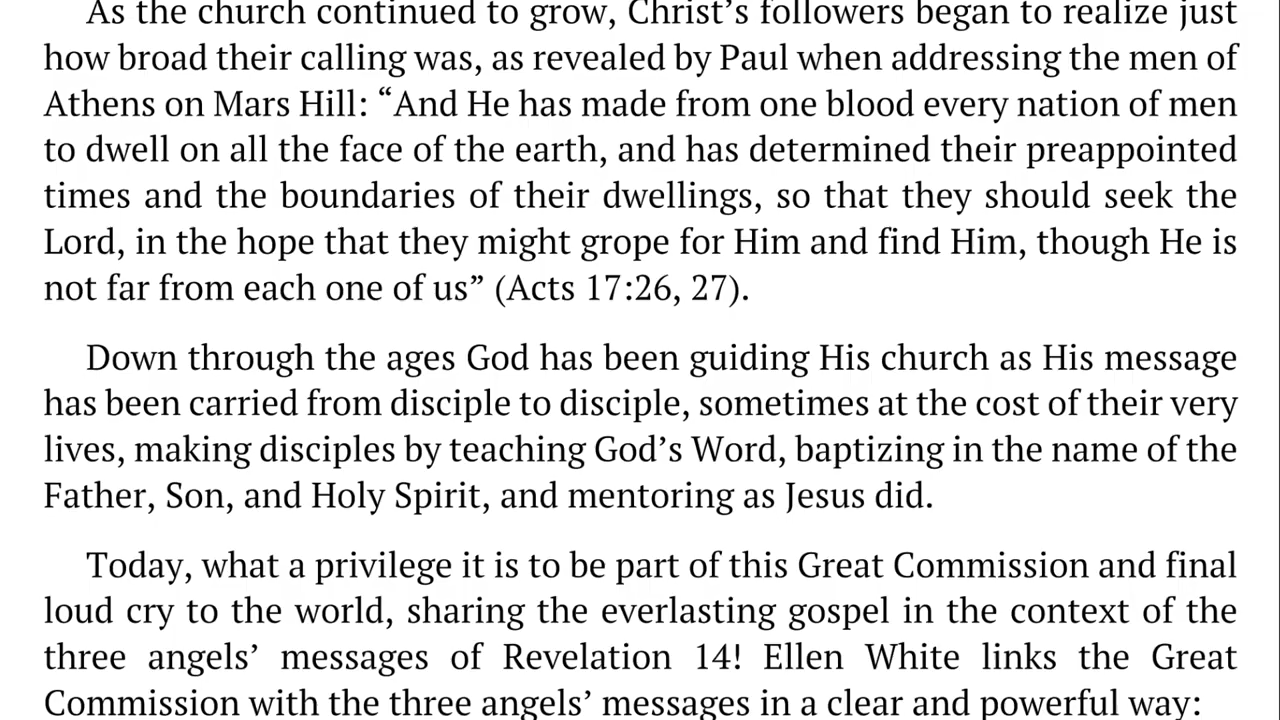 As the church continued to grow, Christ’s followers began to realize just
how broad their calling was, as revealed by Paul when addressing the men of
Athens on Mars Hill: “And He has made from one blood every nation of men
to dwell on all the face of the earth, and has determined their preappointed
times and the boundaries of their dwellings, so that they should seek the
Lord, in the hope that they might grope for Him and find Him, though He is
not far from each one of us” (Acts 17:26, 27).
Down through the ages God has been guiding His church as His message
has been carried from disciple to disciple, sometimes at the cost of their very
lives, making disciples by teaching God’s Word, baptizing in the name of the
Father, Son, and Holy Spirit, and mentoring as Jesus did.
Today, what a privilege it is to be part of this Great Commission and final
loud cry to the world, sharing the everlasting gospel in the context of the
three angels’ messages of Revelation 14! Ellen White links the Great
Commission with the three angels’ messages in a clear and powerful way: